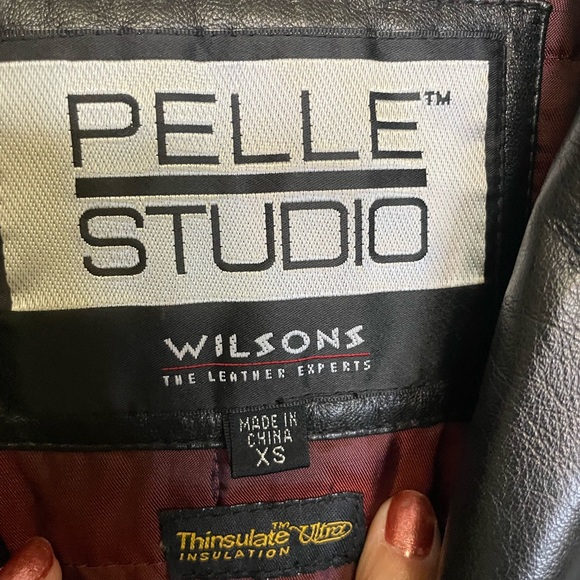 PELLE™
STUDIO
WILSONS
THE LEATHER EXPERTS
MADE IN
CHINA
XS
Thinsulate™ Ultra
INSULATION